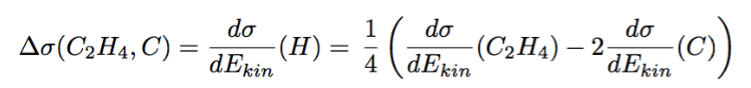 Δσ(C₂H₄, C) = dσ/dE_kin (H) = 1/4 ( dσ/dE_kin (C₂H₄) − 2 dσ/dE_kin (C) )